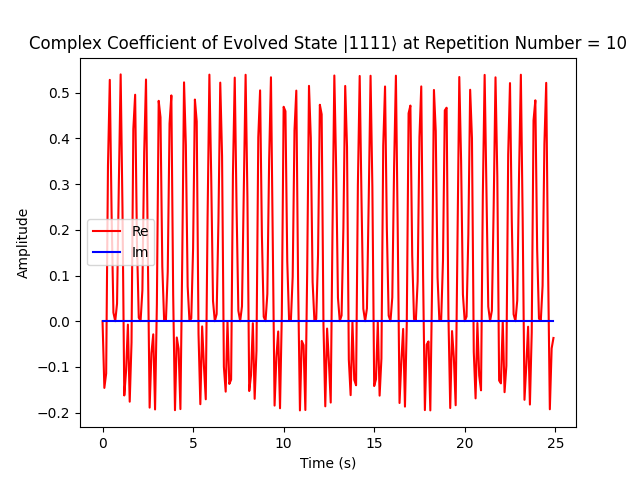 Complex Coefficient of Evolved State |1111⟩ at Repetition Number = 10
Amplitude
0.5
0.4
0.3
0.2
0.1
0.0
−0.1
−0.2
Re
Im
0 5 10 15 20 25
Time (s)